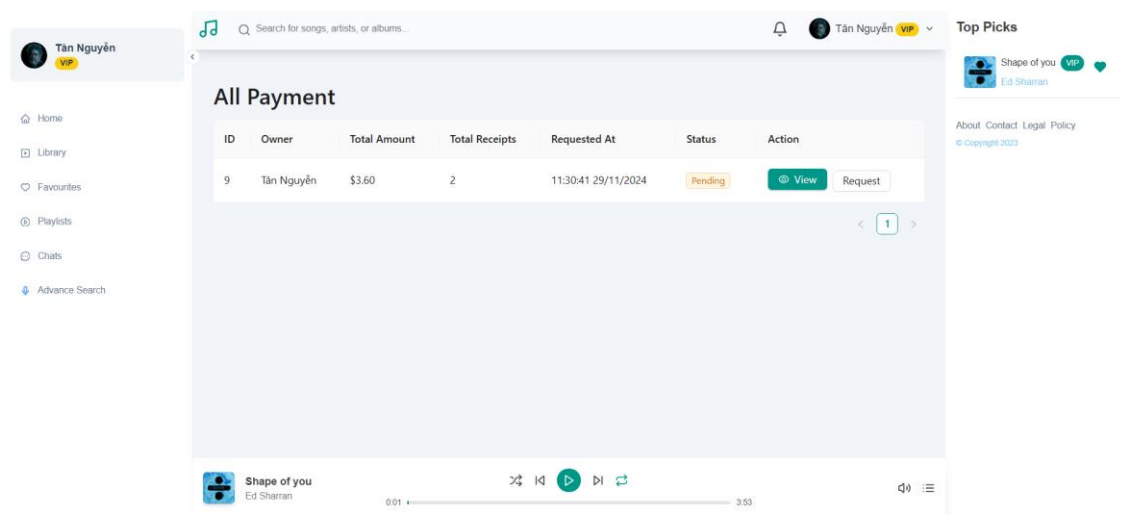 Tân Nguyễn
VIP
Home
Library
Favourites
Playlists
Chats
Advance Search
Search for songs, artists, or albums...
Tân Nguyễn VIP
All Payment
ID Owner Total Amount Total Receipts Requested At Status Action
9 Tân Nguyễn $3.60 2 11:30:41 29/11/2024 Pending View Request
1
Shape of you
Ed Sharran
0:01 3:53
Top Picks
Shape of you VIP
Ed Sharran
About Contact Legal Policy
© Copyright 2023